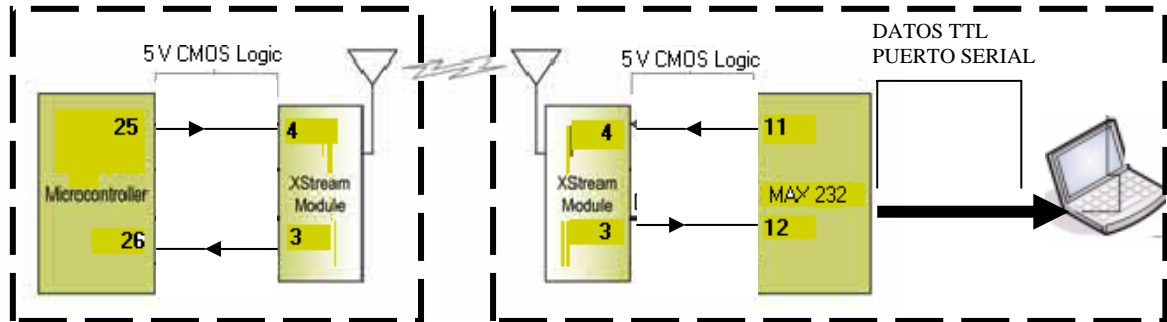 5 V CMOS Logic
25
Microcontroller
26
4
XStream
Module
3
5 V CMOS Logic
4
XStream
Module
3
11
MAX 232
12
DATOS TTL
PUERTO SERIAL